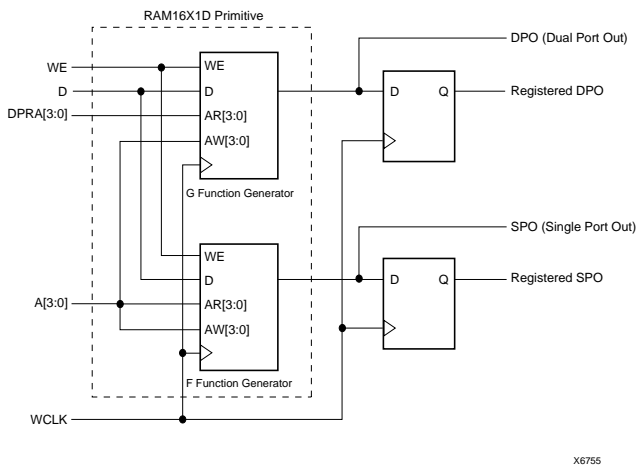 RAM16X1D Primitive
WE
D
DPRA[3:0]
A[3:0]
WCLK
WE
D
AR[3:0]
AW[3:0]
G Function Generator
WE
D
AR[3:0]
AW[3:0]
F Function Generator
DPO (Dual Port Out)
D Q
Registered DPO
SPO (Single Port Out)
D Q
Registered SPO
X6755